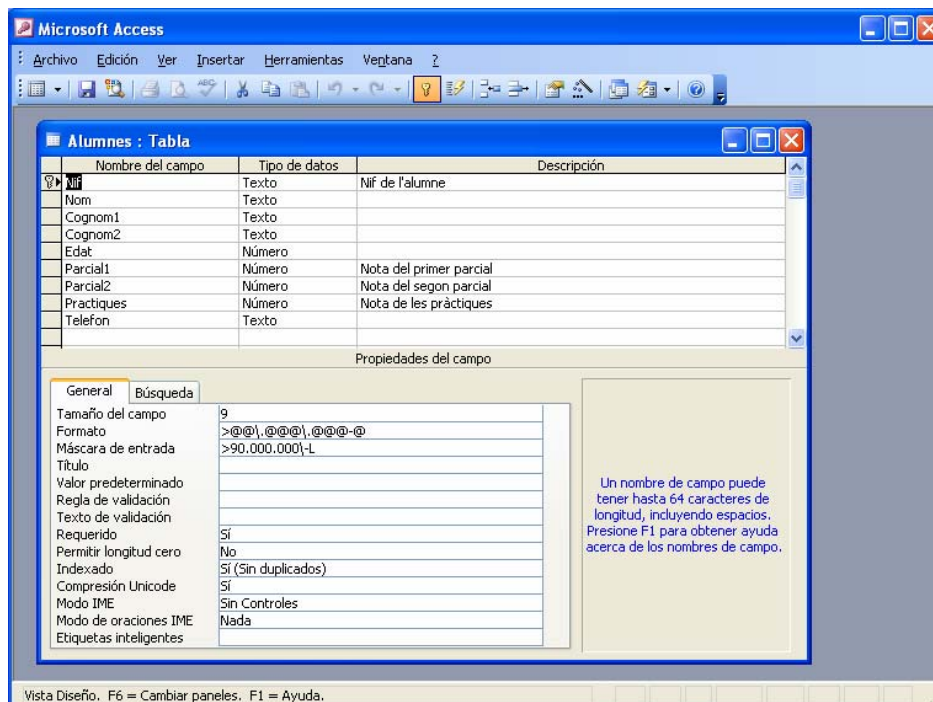 Microsoft Access
Archivo Edición Ver Insertar Herramientas Ventana ?
Alumnes : Tabla
Nombre del campo Tipo de datos Descripción
Nif Texto Nif de l'alumne
Nom Texto
Cognom1 Texto
Cognom2 Texto
Edat Número
Parcial1 Número Nota del primer parcial
Parcial2 Número Nota del segon parcial
Practiques Número Nota de les pràctiques
Telefon Texto
Propiedades del campo
General Búsqueda
Tamaño del campo 9
Formato >@@\.@@@\.@@@-@
Máscara de entrada >90.000.000\-L
Título
Valor predeterminado
Regla de validación
Texto de validación
Requerido Sí
Permitir longitud cero No
Indexado Sí (Sin duplicados)
Compresión Unicode Sí
Modo IME Sin Controles
Modo de oraciones IME Nada
Etiquetas inteligentes
Un nombre de campo puede
tener hasta 64 caracteres de
longitud, incluyendo espacios.
Presione F1 para obtener ayuda
acerca de los nombres de campo.
Vista Diseño. F6 = Cambiar paneles. F1 = Ayuda.